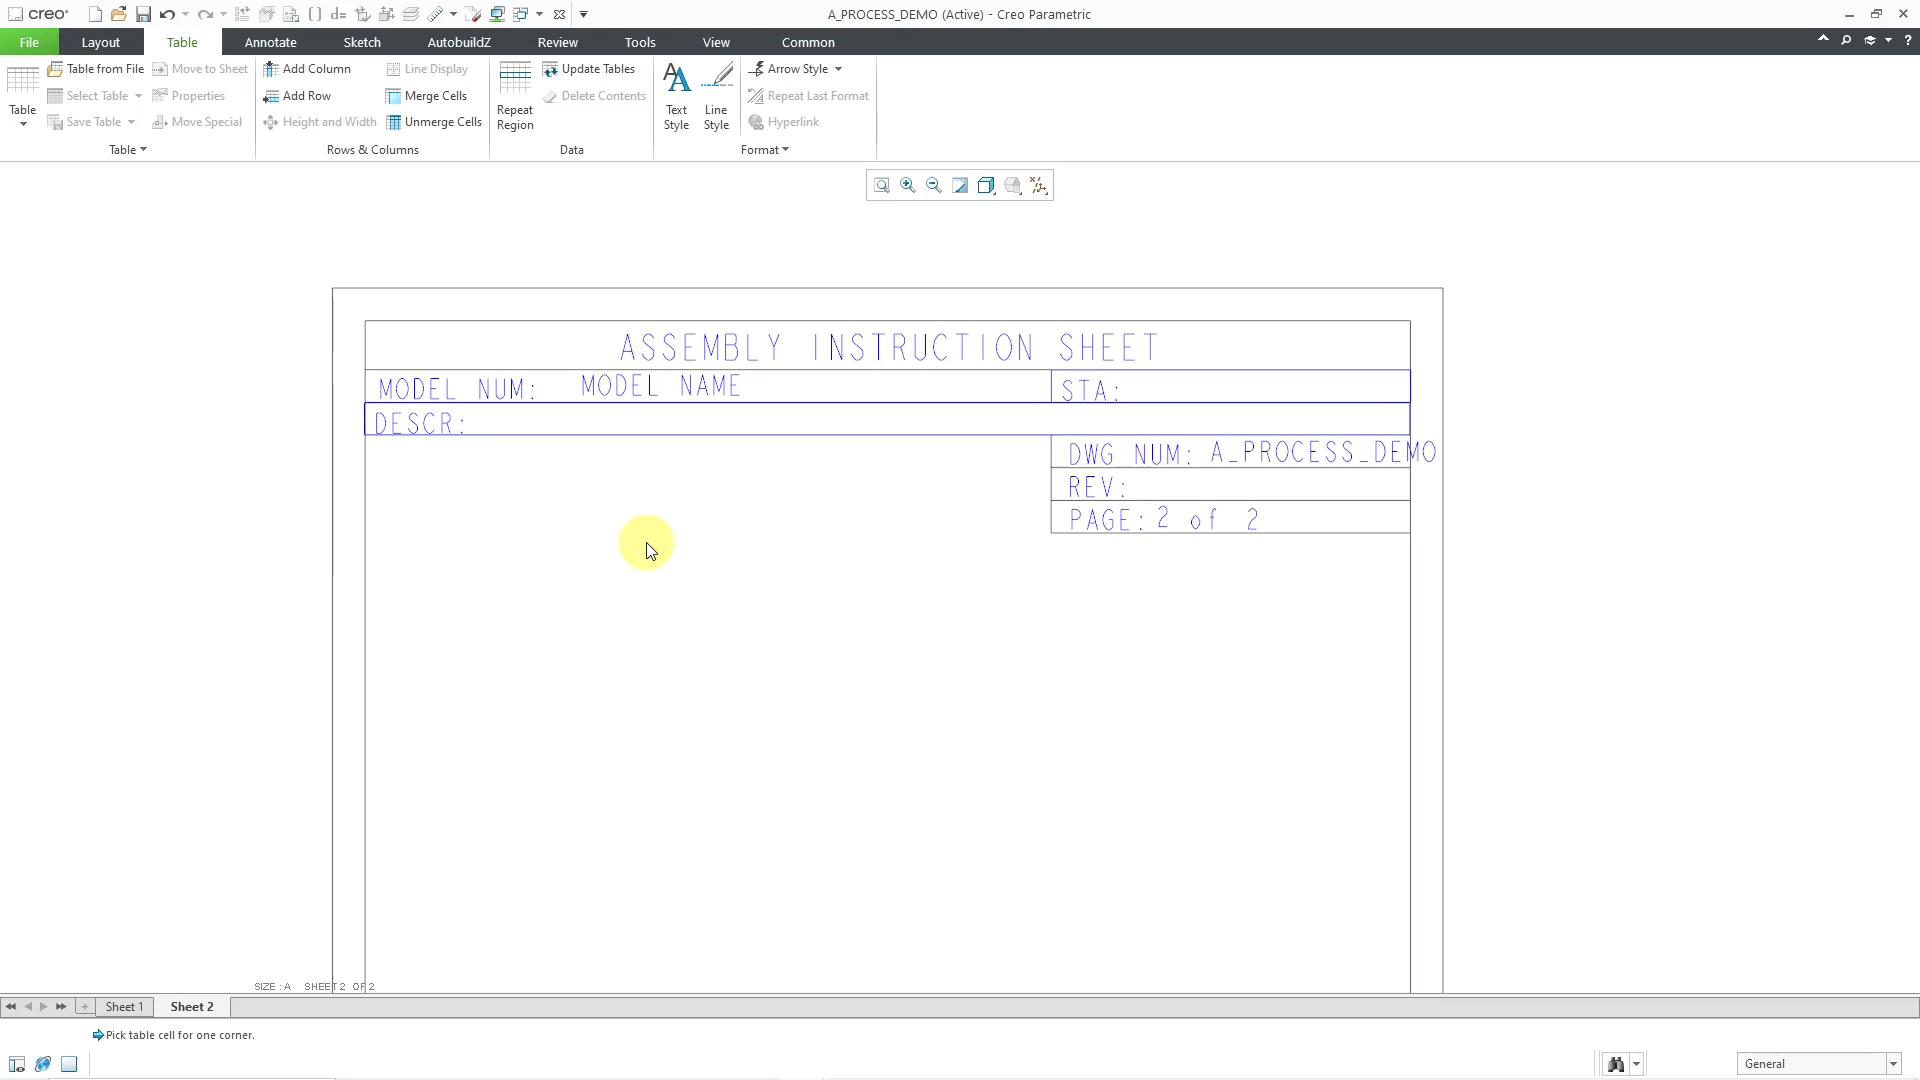 creo
A_PROCESS_DEMO (Active) - Creo Parametric
File Layout Table Annotate Sketch AutobuildZ Review Tools View Common
Table
Table from File
Select Table
Save Table
Move to Sheet
Properties
Move Special
Table
Add Column
Add Row
Height and Width
Line Display
Merge Cells
Unmerge Cells
Rows & Columns
Repeat
Region
Update Tables
Delete Contents
Data
Text
Style
Line
Style
Arrow Style
Repeat Last Format
Hyperlink
Format
ASSEMBLY INSTRUCTION SHEET
MODEL NUM: MODEL NAME STA:
DESCR:
DWG NUM: A_PROCESS_DEMO
REV:
PAGE: 2 of 2
SIZE : A SHEET 2 OF 2
Sheet 1 Sheet 2
Pick table cell for one corner.
General